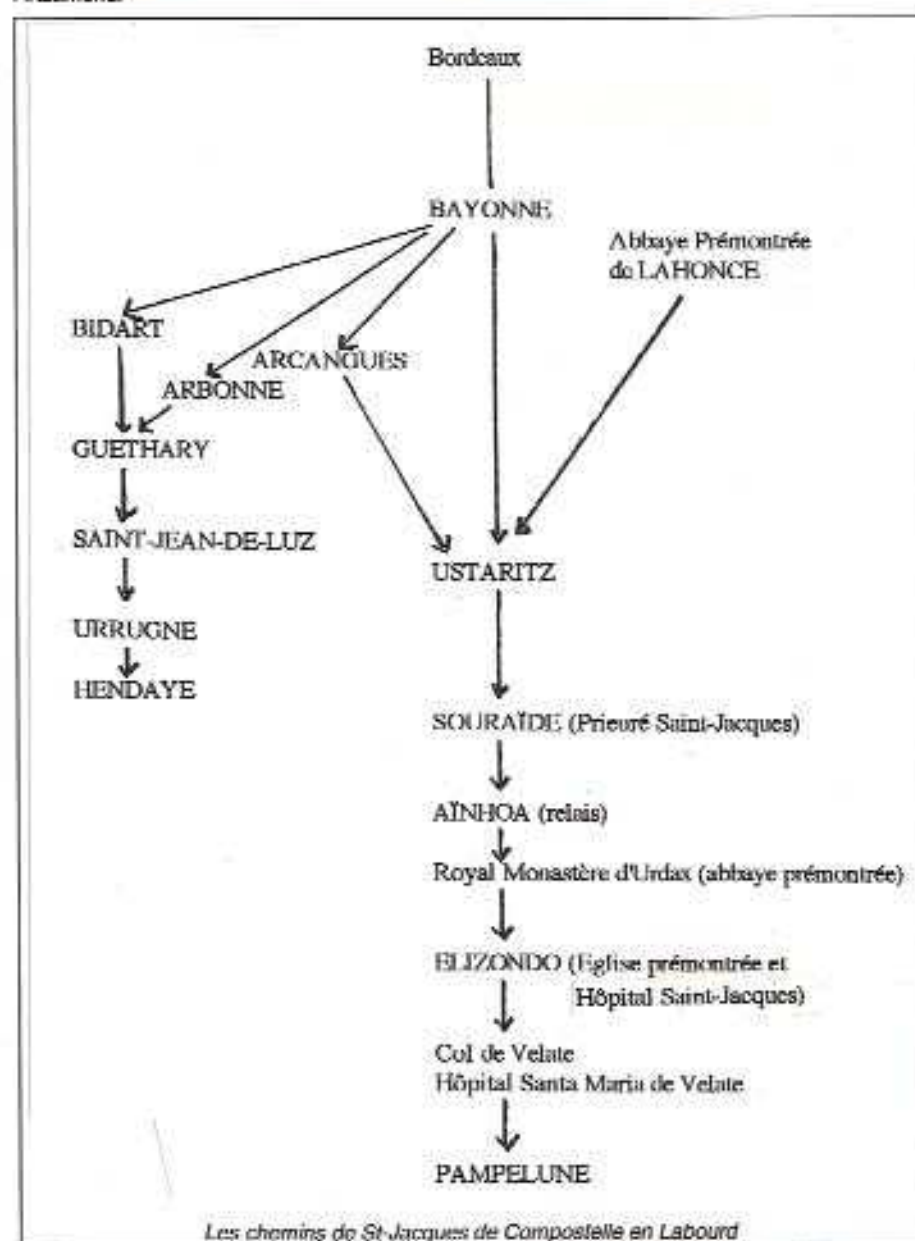 Bordeaux
BAYONNE
Abbaye Prémontrée
de LAHONCE
BIDART
ARCANGUES
ARBONNE
GUETHARY
SAINT-JEAN-DE-LUZ
USTARITZ
URRUGNE
HENDAYE
SOURAÏDE (Prieuré Saint-Jacques)
AÏNHOA (relais)
Royal Monastère d'Urdax (abbaye prémontrée)
ELIZONDO (Eglise prémontrée et
Hôpital Saint-Jacques)
Col de Velate
Hôpital Santa Maria de Velate
PAMPELUNE
Les chemins de St-Jacques de Compostelle en Labourd